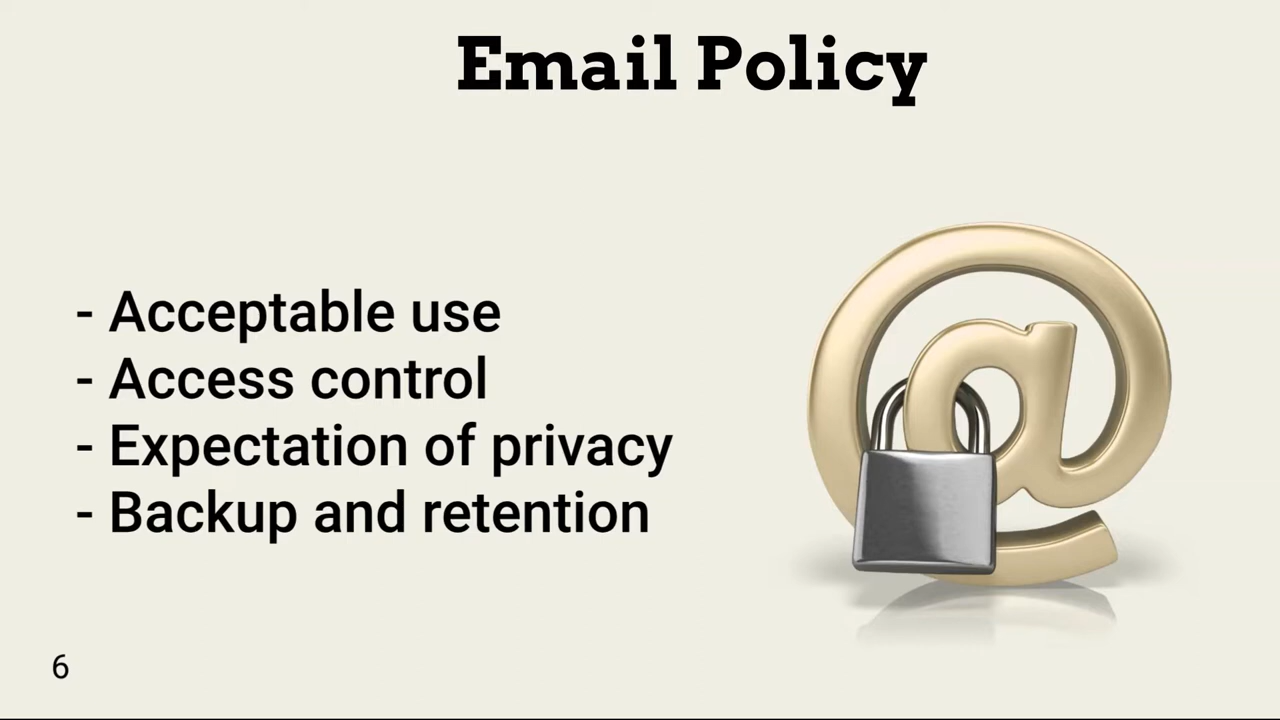 Email Policy
- Acceptable use
- Access control
- Expectation of privacy
- Backup and retention
6